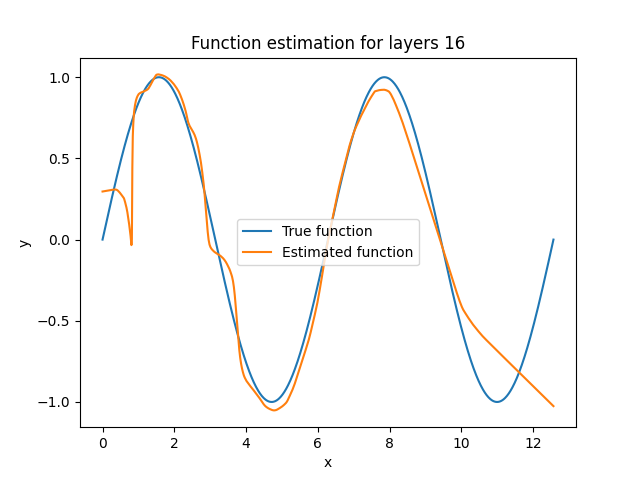 Function estimation for layers 16
1.0
0.5
0.0
−0.5
−1.0
y
True function
Estimated function
0 2 4 6 8 10 12
x